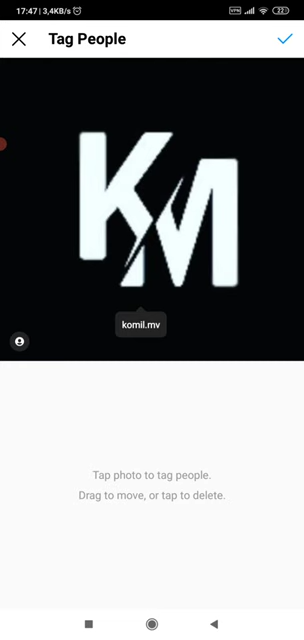 17:47 | 3,4KB/s
VPN
22
Tag People
KM
komil.mv
Tap photo to tag people.
Drag to move, or tap to delete.